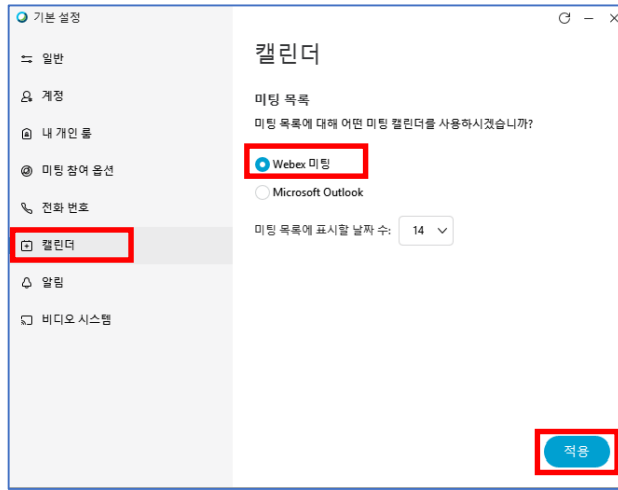 기본 설정
일반
계정
내 개인 룸
미팅 참여 옵션
전화 번호
캘린더
알림
비디오 시스템
캘린더
미팅 목록
미팅 목록에 대해 어떤 미팅 캘린더를 사용하시겠습니까?
Webex 미팅
Microsoft Outlook
미팅 목록에 표시할 날짜 수: 14
적용